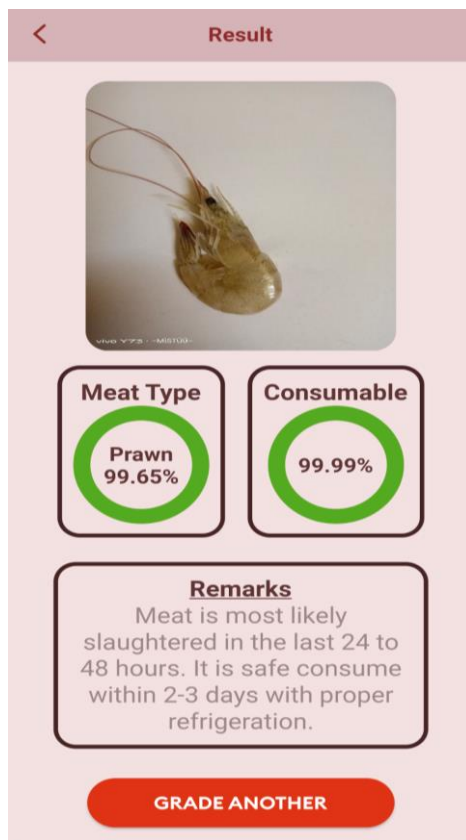 Result
vivo Y73 · ~MISTÚ🥀~
Meat Type
Prawn
99.65%
Consumable
99.99%
Remarks
Meat is most likely
slaughtered in the last 24 to
48 hours. It is safe consume
within 2-3 days with proper
refrigeration.
GRADE ANOTHER